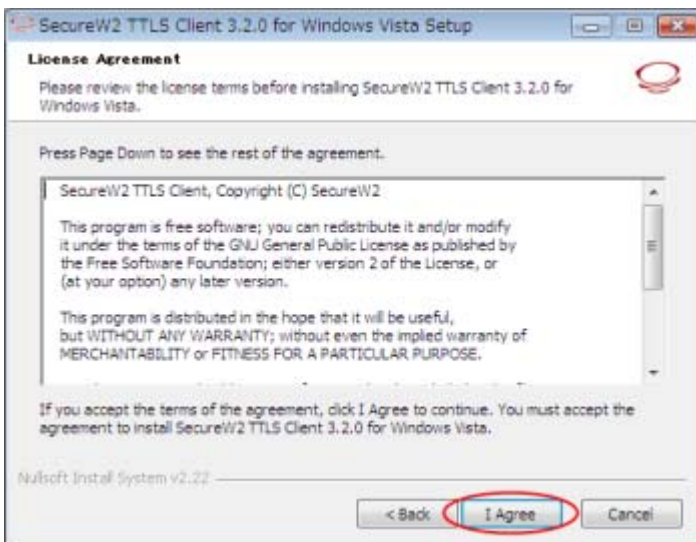 SecureW2 TTLS Client 3.2.0 for Windows Vista Setup
License Agreement
Please review the license terms before installing SecureW2 TTLS Client 3.2.0 for
Windows Vista.
Press Page Down to see the rest of the agreement.
SecureW2 TTLS Client, Copyright (C) SecureW2
This program is free software; you can redistribute it and/or modify
it under the terms of the GNU General Public License as published by
the Free Software Foundation; either version 2 of the License, or
(at your option) any later version.
This program is distributed in the hope that it will be useful,
but WITHOUT ANY WARRANTY; without even the implied warranty of
MERCHANTABILITY or FITNESS FOR A PARTICULAR PURPOSE.
If you accept the terms of the agreement, click I Agree to continue. You must accept the
agreement to install SecureW2 TTLS Client 3.2.0 for Windows Vista.
Nullsoft Install System v2.22
< Back I Agree Cancel